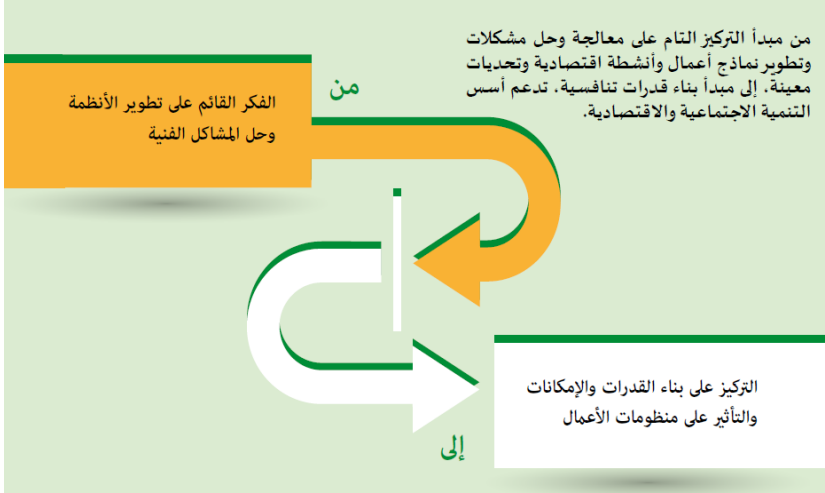 من مبدأ التركيز التام على معالجة وحل مشكلات
وتطوير نماذج أعمال وأنشطة اقتصادية وتحديات
معينة، إلى مبدأ بناء قدرات تنافسية، تدعم أسس
التنمية الاجتماعية والاقتصادية.
من
الفكر القائم على تطوير الأنظمة
وحل المشاكل الفنية
التركيز على بناء القدرات والإمكانات
والتأثير على منظومات الأعمال
إلى